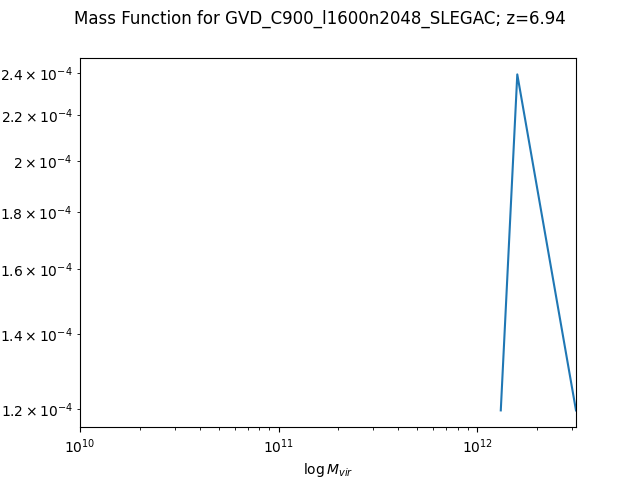 Mass Function for GVD_C900_l1600n2048_SLEGAC; z=6.94
2.4 × 10⁻⁴
2.2 × 10⁻⁴
2 × 10⁻⁴
1.8 × 10⁻⁴
1.6 × 10⁻⁴
1.4 × 10⁻⁴
1.2 × 10⁻⁴
10¹⁰ 10¹¹ 10¹²
log M_vir